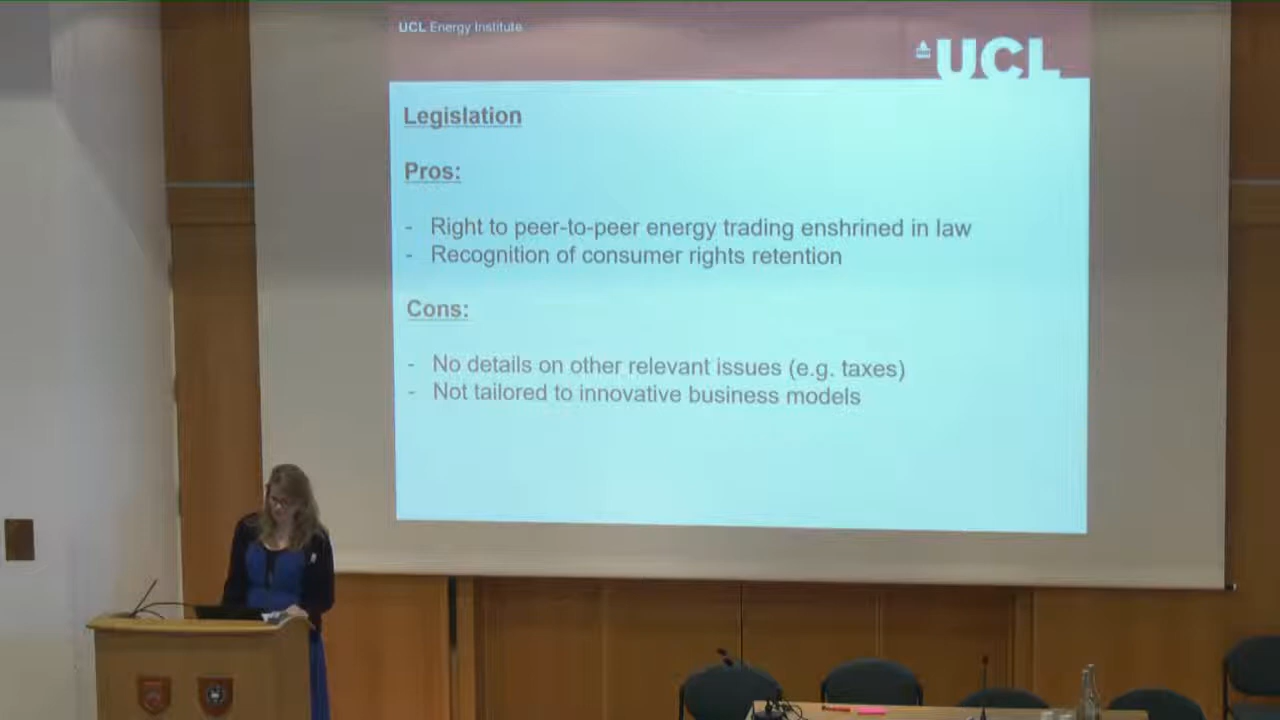 UCL Energy Institute
UCL
Legislation
Pros:
- Right to peer-to-peer energy trading enshrined in law
- Recognition of consumer rights retention
Cons:
- No details on other relevant issues (e.g. taxes)
- Not tailored to innovative business models